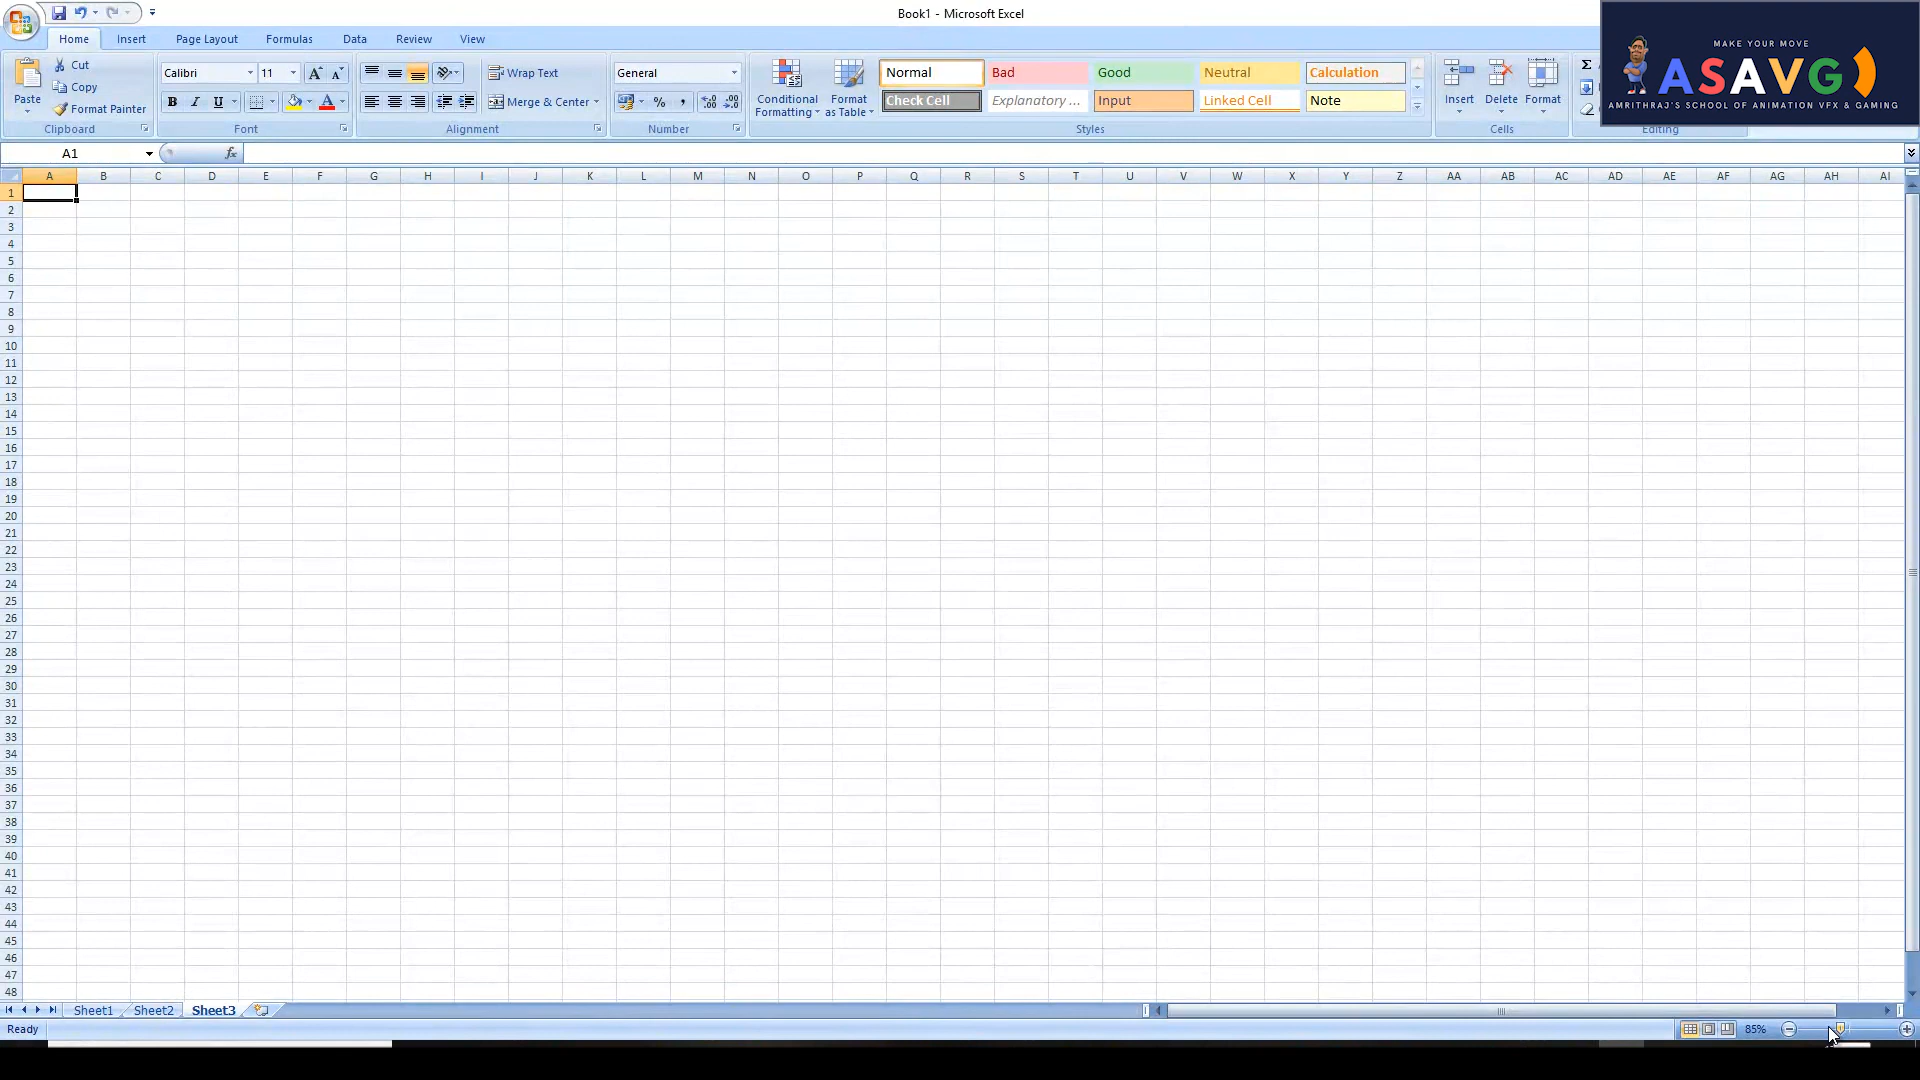 Book1 - Microsoft Excel
Home Insert Page Layout Formulas Data Review View
MAKE YOUR MOVE
ASAVG
AMRITHRAJ'S SCHOOL OF ANIMATION VFX & GAMING
Paste
Cut
Copy
Format Painter
Clipboard
Calibri 11
B I U A
Font
Wrap Text
Merge & Center
Alignment
General
% ,
Number
Conditional Formatting
Format as Table
Normal Bad Good Neutral Calculation
Check Cell Explanatory ... Input Linked Cell Note
Styles
Insert Delete Format
Cells
Σ
Editing
A1 fx
A B C D E F G H I J K L M N O P Q R S T U V W X Y Z AA AB AC AD AE AF AG AH AI
1
2
3
4
5
6
7
8
9
10
11
12
13
14
15
16
17
18
19
20
21
22
23
24
25
26
27
28
29
30
31
32
33
34
35
36
37
38
39
40
41
42
43
44
45
46
47
48
Sheet1 Sheet2 Sheet3
Ready 85%